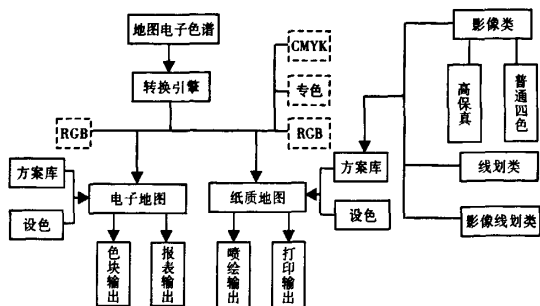 地图电子色谱
转换引擎
RGB
CMYK
专色
RGB
方案库
设色
电子地图
纸质地图
方案库
设色
色块输出
报表输出
喷绘输出
打印输出
影像类
高保真
普通四色
线划类
影像线划类